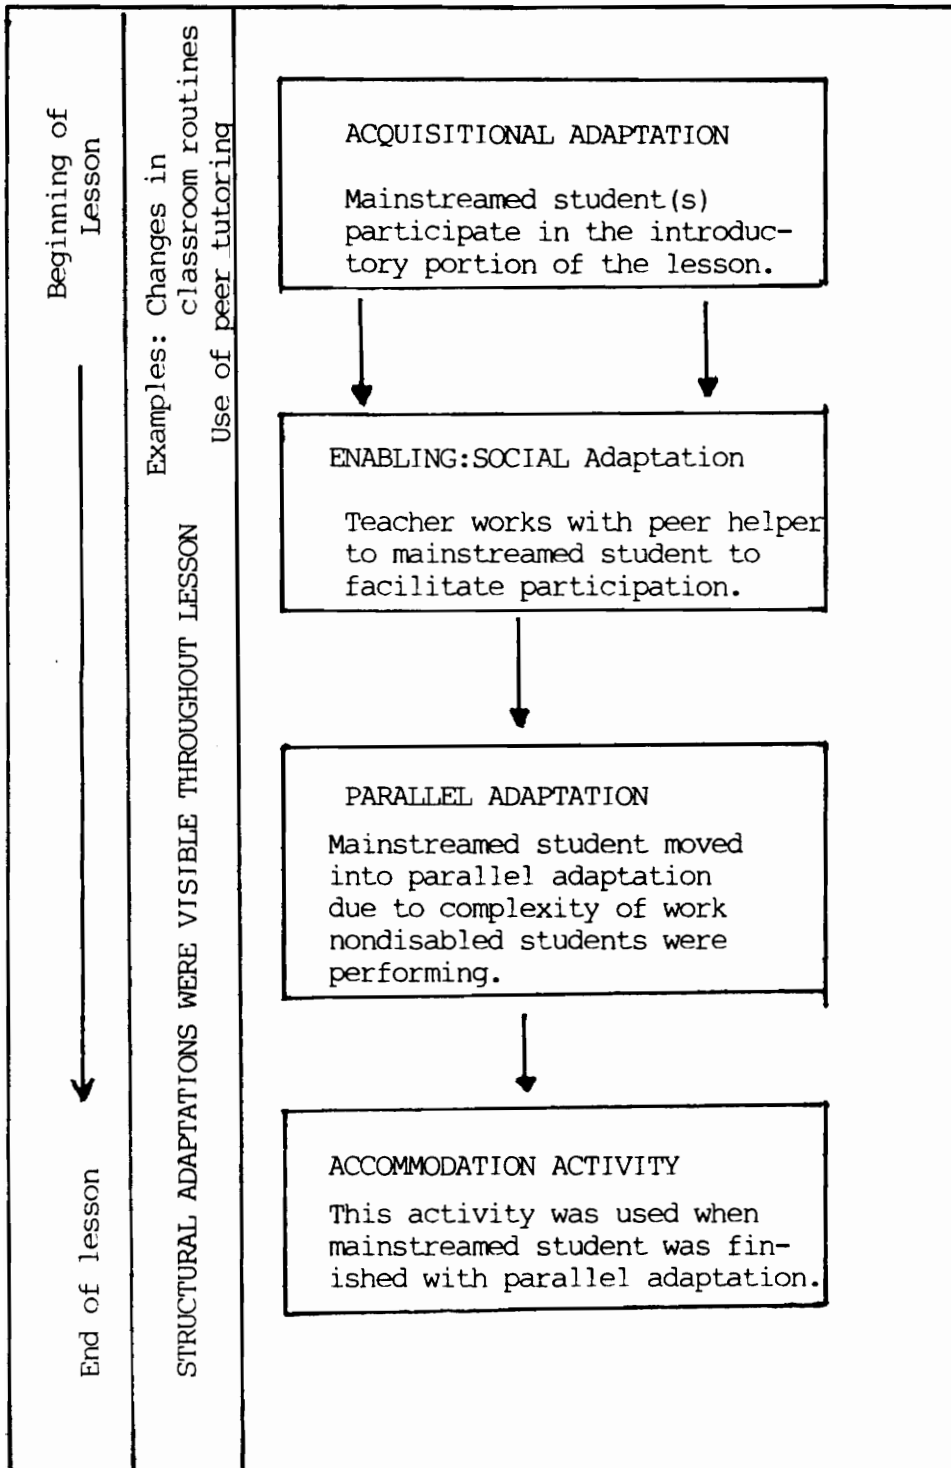 Beginning of
Lesson
End of lesson
STRUCTURAL ADAPTATIONS WERE VISIBLE THROUGHOUT LESSON
Examples: Changes in
classroom routines
Use of peer tutoring
ACQUISITIONAL ADAPTATION
Mainstreamed student(s)
participate in the introduc-
tory portion of the lesson.
ENABLING:SOCIAL Adaptation
Teacher works with peer helper
to mainstreamed student to
facilitate participation.
PARALLEL ADAPTATION
Mainstreamed student moved
into parallel adaptation
due to complexity of work
nondisabled students were
performing.
ACCOMMODATION ACTIVITY
This activity was used when
mainstreamed student was fin-
ished with parallel adaptation.